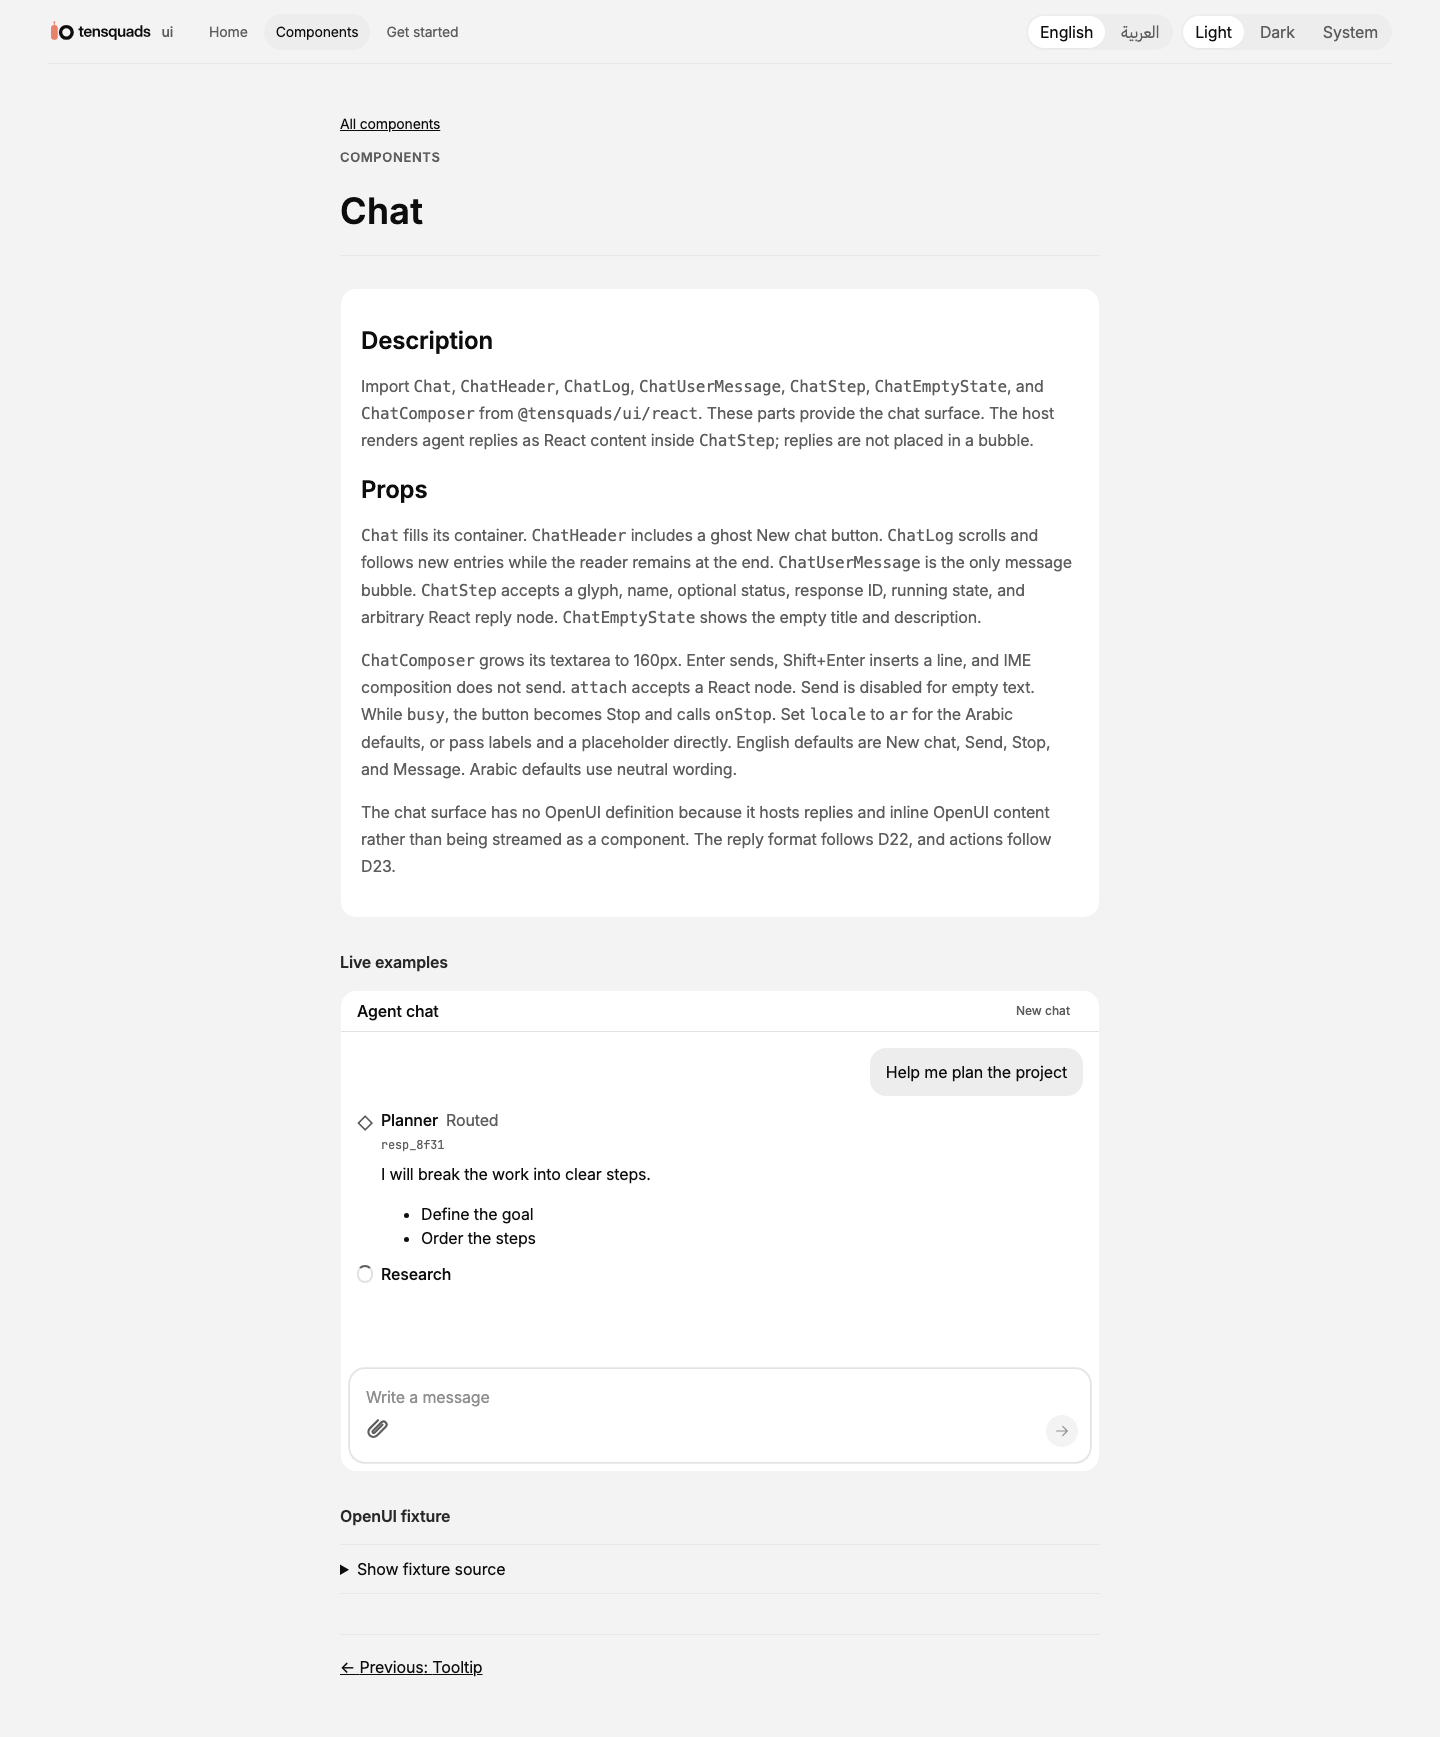 tensquads ui Home Components Get started English العربية Light Dark System
All components
COMPONENTS
Chat
Description
Import Chat, ChatHeader, ChatLog, ChatUserMessage, ChatStep, ChatEmptyState, and
ChatComposer from @tensquads/ui/react. These parts provide the chat surface. The host
renders agent replies as React content inside ChatStep; replies are not placed in a bubble.
Props
Chat fills its container. ChatHeader includes a ghost New chat button. ChatLog scrolls and
follows new entries while the reader remains at the end. ChatUserMessage is the only message
bubble. ChatStep accepts a glyph, name, optional status, response ID, running state, and
arbitrary React reply node. ChatEmptyState shows the empty title and description.
ChatComposer grows its textarea to 160px. Enter sends, Shift+Enter inserts a line, and IME
composition does not send. attach accepts a React node. Send is disabled for empty text.
While busy, the button becomes Stop and calls onStop. Set locale to ar for the Arabic
defaults, or pass labels and a placeholder directly. English defaults are New chat, Send, Stop,
and Message. Arabic defaults use neutral wording.
The chat surface has no OpenUI definition because it hosts replies and inline OpenUI content
rather than being streamed as a component. The reply format follows D22, and actions follow
D23.
Live examples
Agent chat New chat
Help me plan the project
Planner Routed
resp_8f31
I will break the work into clear steps.
• Define the goal
• Order the steps
Research
Write a message
OpenUI fixture
Show fixture source
← Previous: Tooltip